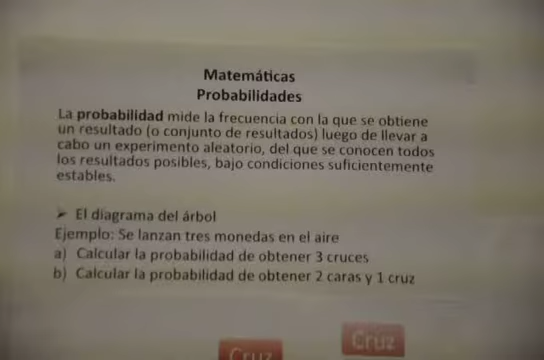 Matemáticas
Probabilidades
La probabilidad mide la frecuencia con la que se obtiene
un resultado (o conjunto de resultados) luego de llevar a
cabo un experimento aleatorio, del que se conocen todos
los resultados posibles, bajo condiciones suficientemente
estables.
➢ El diagrama del árbol
Ejemplo: Se lanzan tres monedas en el aire
a) Calcular la probabilidad de obtener 3 cruces
b) Calcular la probabilidad de obtener 2 caras y 1 cruz
Cruz
Cruz